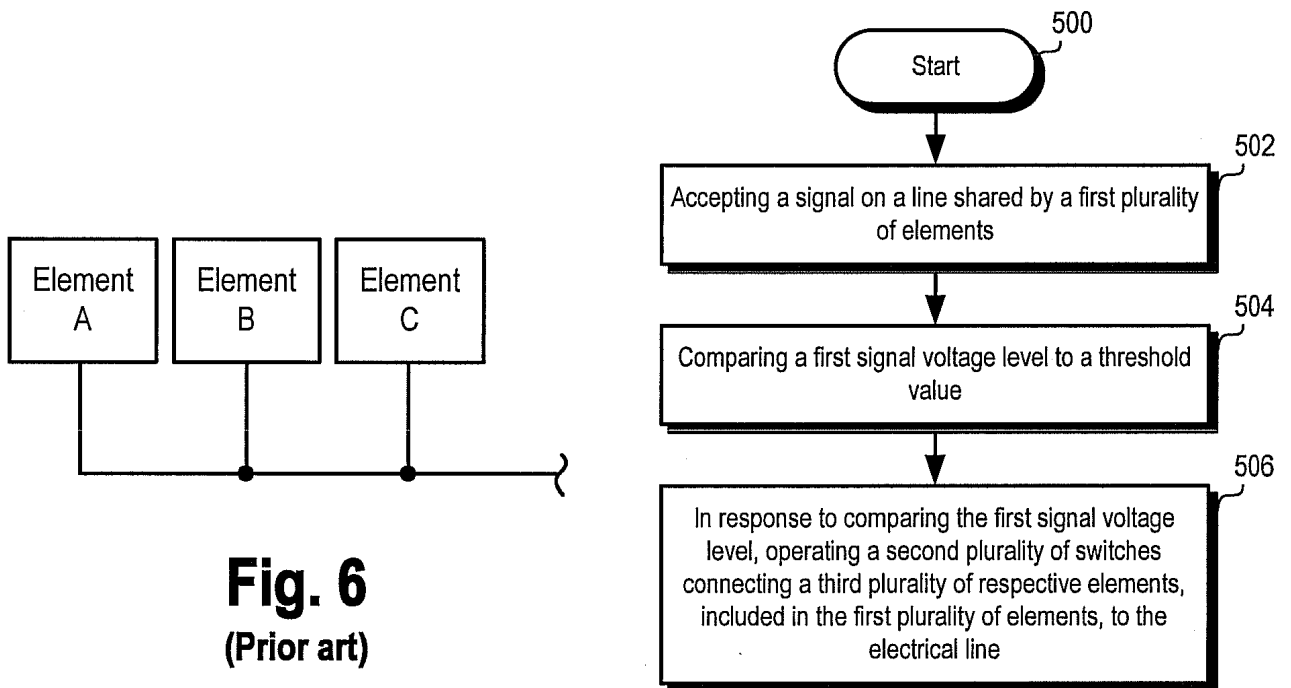 Element
A
Element
B
Element
C
Fig. 6
(Prior art)
500
Start
502
Accepting a signal on a line shared by a first plurality
of elements
504
Comparing a first signal voltage level to a threshold
value
506
In response to comparing the first signal voltage
level, operating a second plurality of switches
connecting a third plurality of respective elements,
included in the first plurality of elements, to the
electrical line